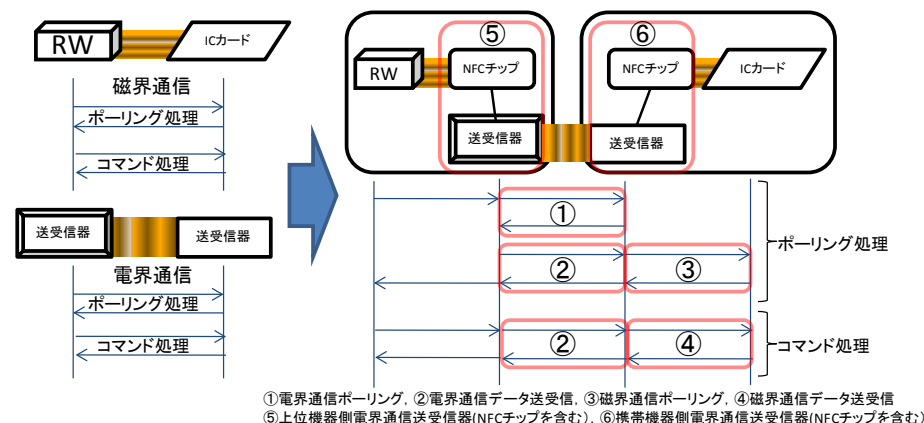 RW
ICカード
磁界通信
ポーリング処理
コマンド処理
送受信器
送受信器
電界通信
ポーリング処理
コマンド処理
⑤
⑥
RW
NFCチップ
NFCチップ
ICカード
送受信器
送受信器
①
②
③
ポーリング処理
②
④
コマンド処理
①電界通信ポーリング, ②電界通信データ送受信, ③磁界通信ポーリング, ④磁界通信データ送受信
⑤上位機器側電界通信送受信器(NFCチップを含む), ⑥携帯機器側電界通信送受信器(NFCチップを含む)